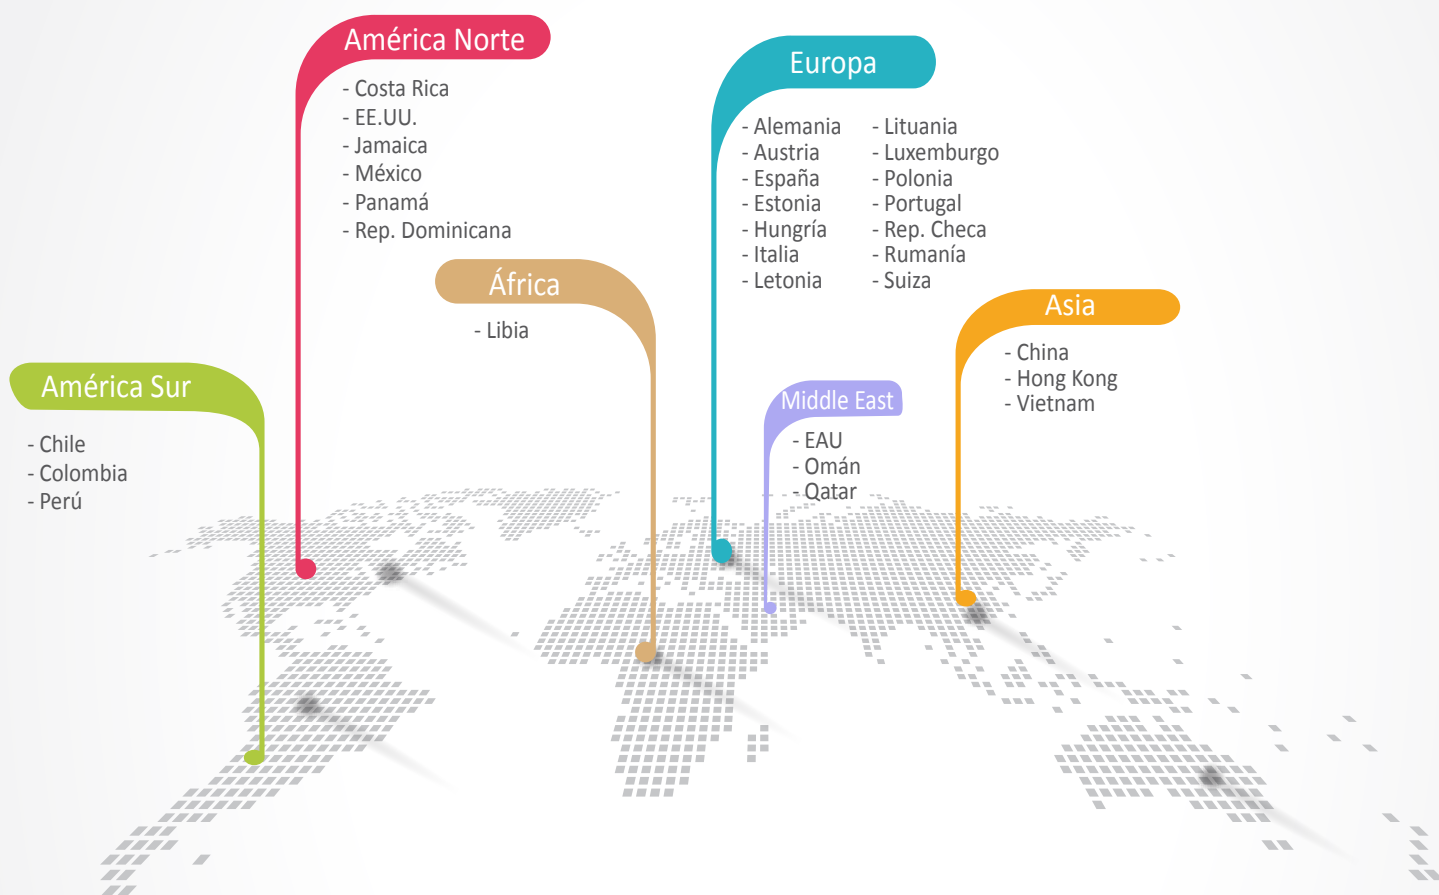 América Norte
- Costa Rica
- EE.UU.
- Jamaica
- México
- Panamá
- Rep. Dominicana
Europa
- Alemania
- Austria
- España
- Estonia
- Hungría
- Italia
- Letonia
- Lituania
- Luxemburgo
- Polonia
- Portugal
- Rep. Checa
- Rumanía
- Suiza
África
- Libia
Asia
- China
- Hong Kong
- Vietnam
América Sur
- Chile
- Colombia
- Perú
Middle East
- EAU
- Omán
- Qatar